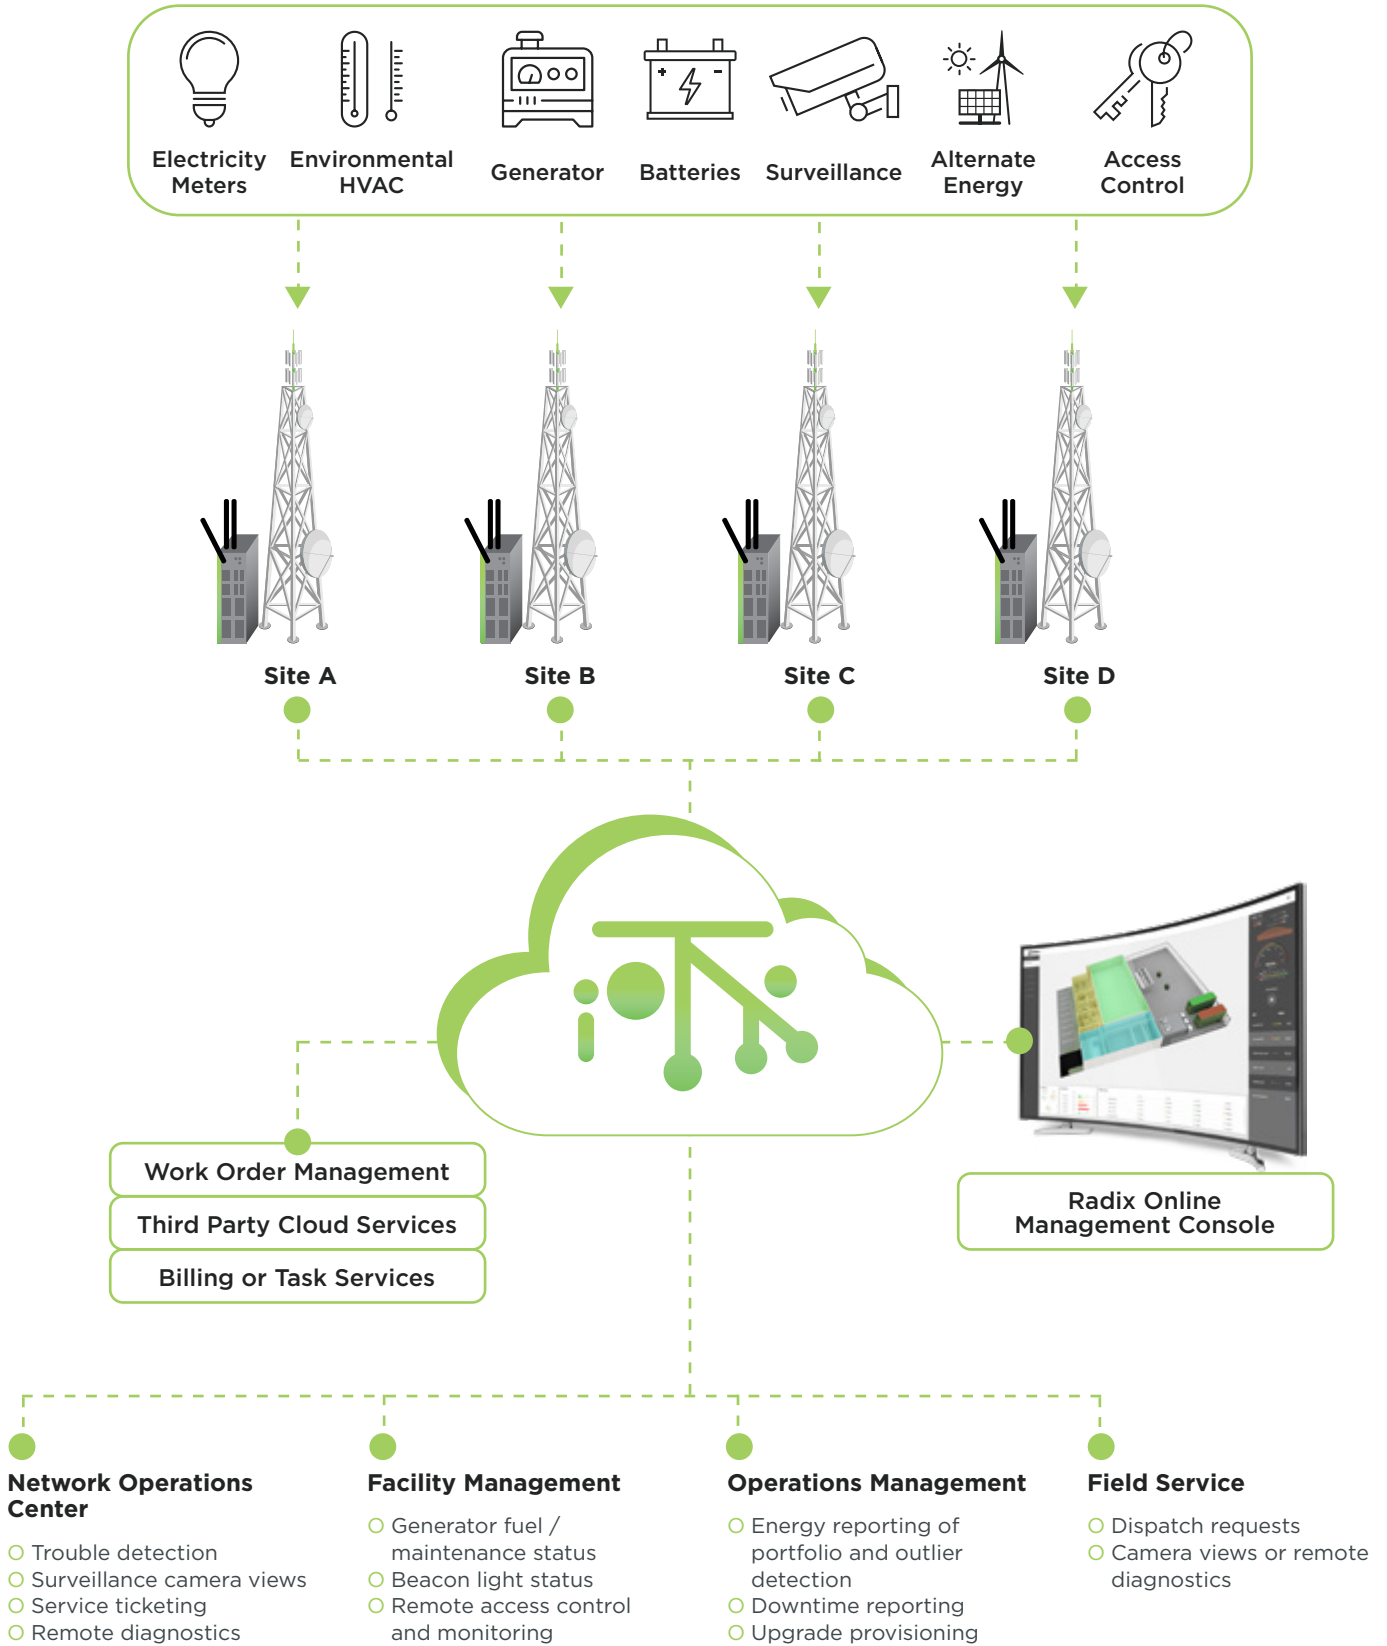 Electricity
Meters
Environmental
HVAC
Generator
Batteries
Surveillance
Alternate
Energy
Access
Control
Site A
Site B
Site C
Site D
Work Order Management
Third Party Cloud Services
Billing or Task Services
Radix Online
Management Console
Network Operations
Center
Trouble detection
Surveillance camera views
Service ticketing
Remote diagnostics
Facility Management
Generator fuel /
maintenance status
Beacon light status
Remote access control
and monitoring
Operations Management
Energy reporting of
portfolio and outlier
detection
Downtime reporting
Upgrade provisioning
Field Service
Dispatch requests
Camera views or remote
diagnostics